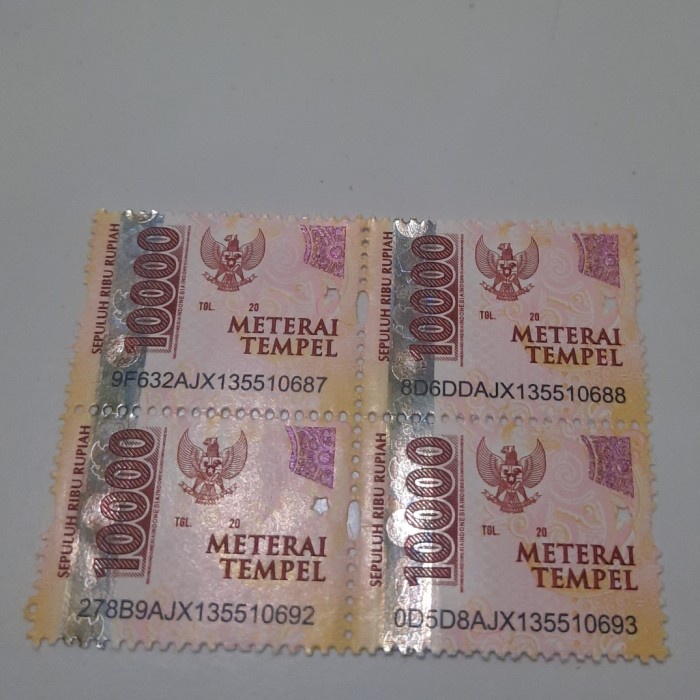 SEPULUH RIBU RUPIAH
10000
TGL. 20
METERAI
TEMPEL
9F632AJX135510687
SEPULUH RIBU RUPIAH
10000
TGL. 20
METERAI
TEMPEL
8D6DDAJX135510688
SEPULUH RIBU RUPIAH
10000
TGL. 20
METERAI
TEMPEL
278B9AJX135510692
SEPULUH RIBU RUPIAH
10000
TGL. 20
METERAI
TEMPEL
0D5D8AJX135510693